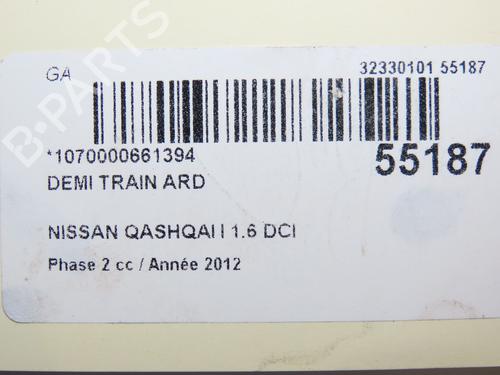 GA
32330101 55187
*1070000661394
55187
DEMI TRAIN ARD
NISSAN QASHQAI I 1.6 DCI
Phase 2 cc / Année 2012
B-PARTS